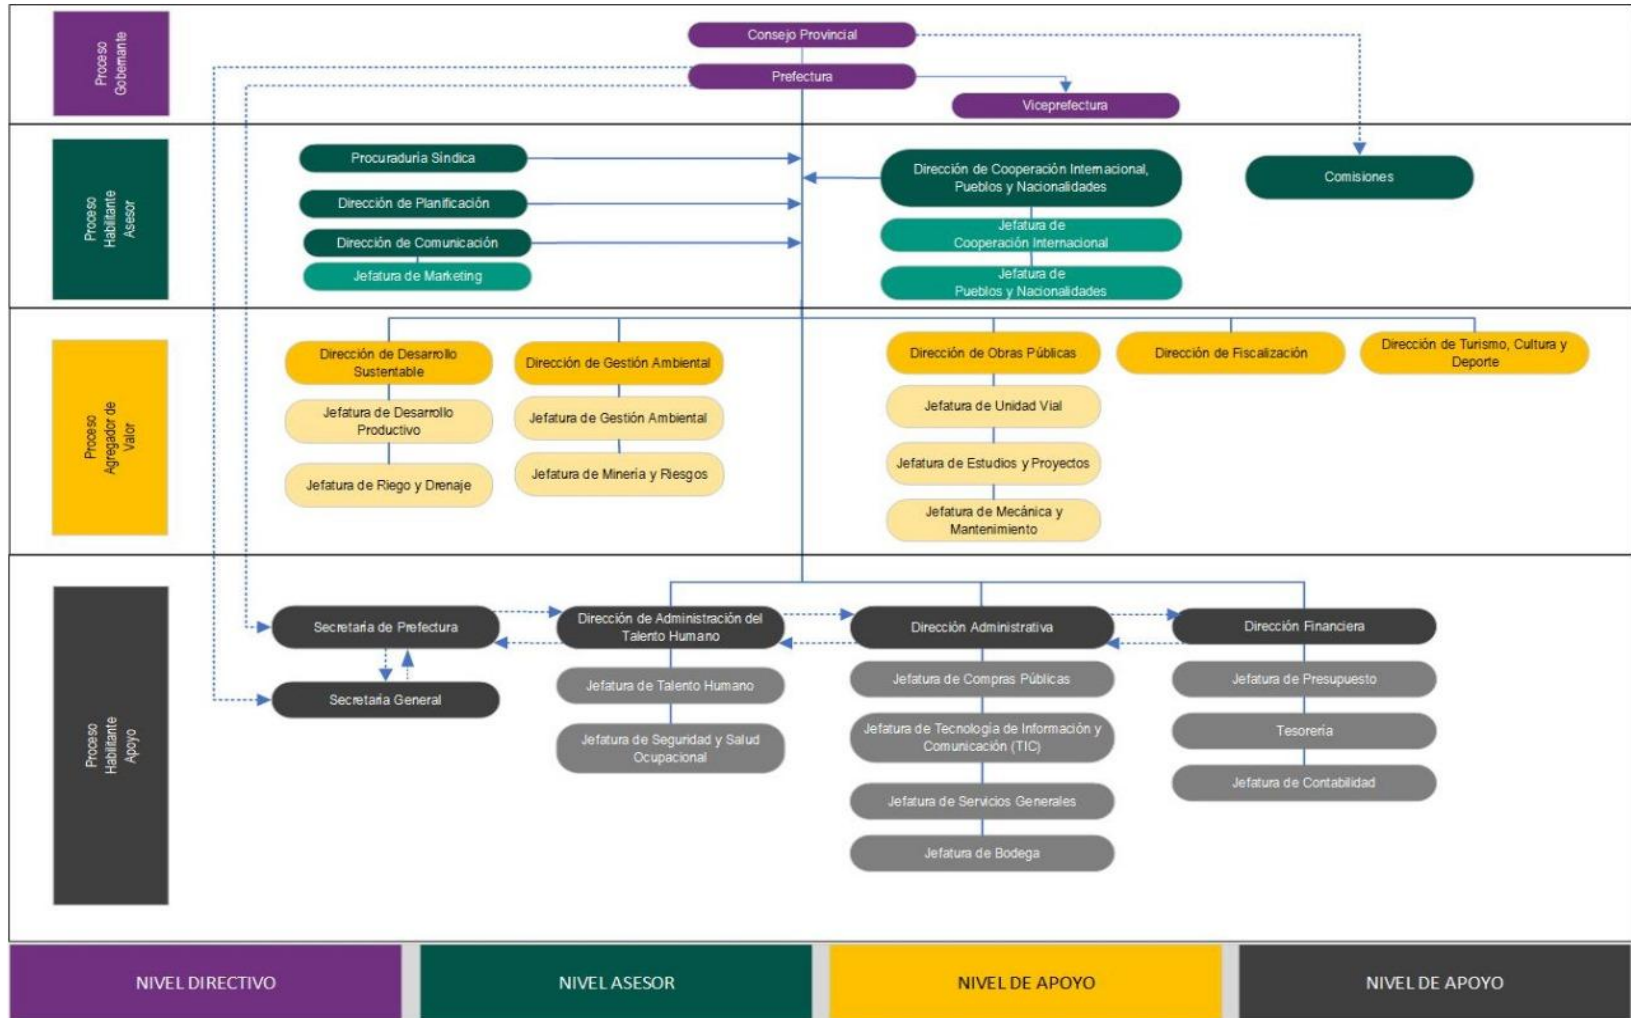 Proceso
Gobernante
Consejo Provincial
Prefectura
Viceprefectura
Proceso
Habilitante
Asesor
Procuraduría Síndica
Dirección de Planificación
Dirección de Comunicación
Jefatura de Marketing
Dirección de Cooperación Internacional,
Pueblos y Nacionalidades
Jefatura de
Cooperación Internacional
Jefatura de
Pueblos y Nacionalidades
Comisiones
Proceso
Agregador de
Valor
Dirección de Desarrollo
Sustentable
Jefatura de Desarrollo
Productivo
Jefatura de Riego y Drenaje
Dirección de Gestión Ambiental
Jefatura de Gestión Ambiental
Jefatura de Minería y Riesgos
Dirección de Obras Públicas
Jefatura de Unidad Vial
Jefatura de Estudios y Proyectos
Jefatura de Mecánica y
Mantenimiento
Dirección de Fiscalización
Dirección de Turismo, Cultura y
Deporte
Proceso
Habilitante
Apoyo
Secretaría de Prefectura
Secretaría General
Dirección de Administración del
Talento Humano
Jefatura de Talento Humano
Jefatura de Seguridad y Salud
Ocupacional
Dirección Administrativa
Jefatura de Compras Públicas
Jefatura de Tecnología de Información y
Comunicación (TIC)
Jefatura de Servicios Generales
Jefatura de Bodega
Dirección Financiera
Jefatura de Presupuesto
Tesorería
Jefatura de Contabilidad
NIVEL DIRECTIVO
NIVEL ASESOR
NIVEL DE APOYO
NIVEL DE APOYO